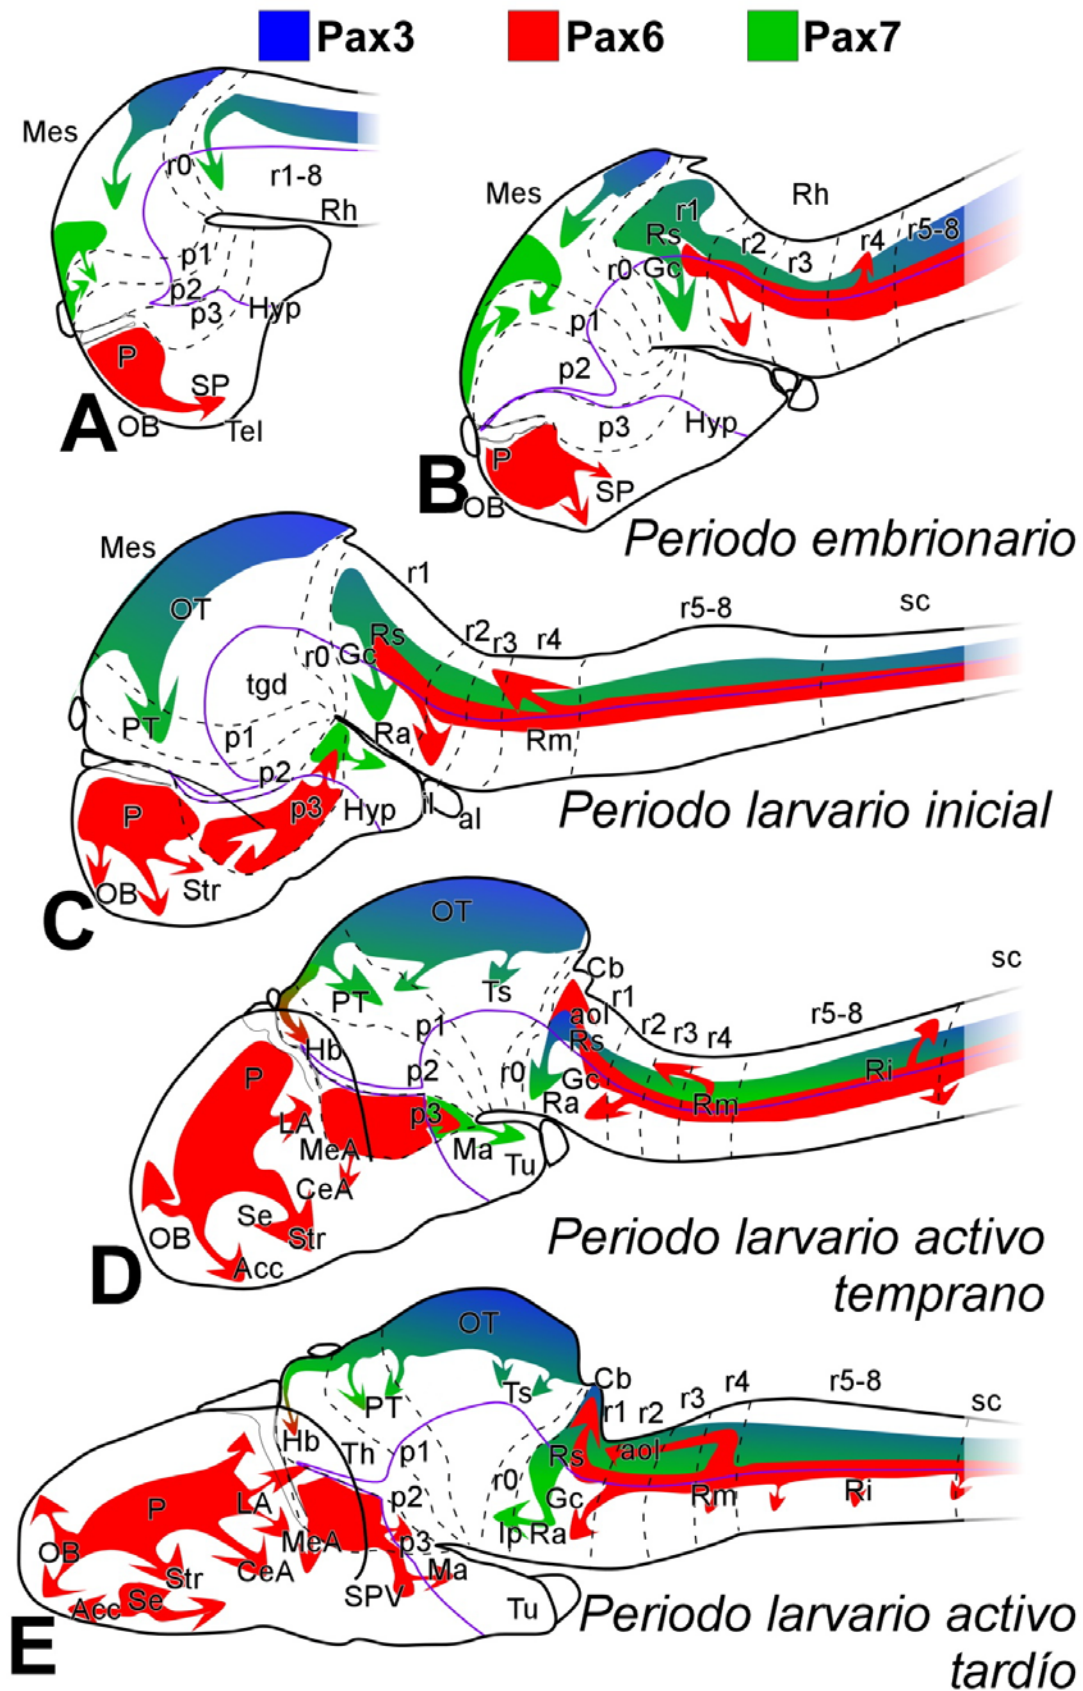 Pax3 Pax6 Pax7
Mes
r0
r1-8
Rh
p1
p2
p3
Hyp
P
SP
A
OB
Tel
Mes
Rh
r1
Rs
r2
r3
r4
r5-8
r0
Gc
p1
p2
p3
Hyp
P
B
SP
OB
Periodo embrionario
Mes
r1
OT
r5-8
sc
Rs
r2
r3
r4
r0
Gc
tgd
PT
p1
Ra
Rm
p2
p3
Hyp
il
al
P
Periodo larvario inicial
OB
Str
C
OT
Cb
sc
PT
Ts
r1
aol
r2
r3
r4
r5-8
p1
Rs
Hb
p2
r0
Gc
Ri
P
Ra
Rm
p3
LA
MeA
Ma
Tu
CeA
Se
OB
Str
Acc
D
Periodo larvario activo
temprano
OT
Cb
r4
r5-8
PT
Ts
r3
sc
r1
r2
Hb
Th
p1
Rs
aol
r0
p2
Gc
Rm
Ri
P
LA
Ip
Ra
MeA
p3
OB
CeA
Ma
Str
SPV
Acc
Se
Tu
E
Periodo larvario activo
tardío